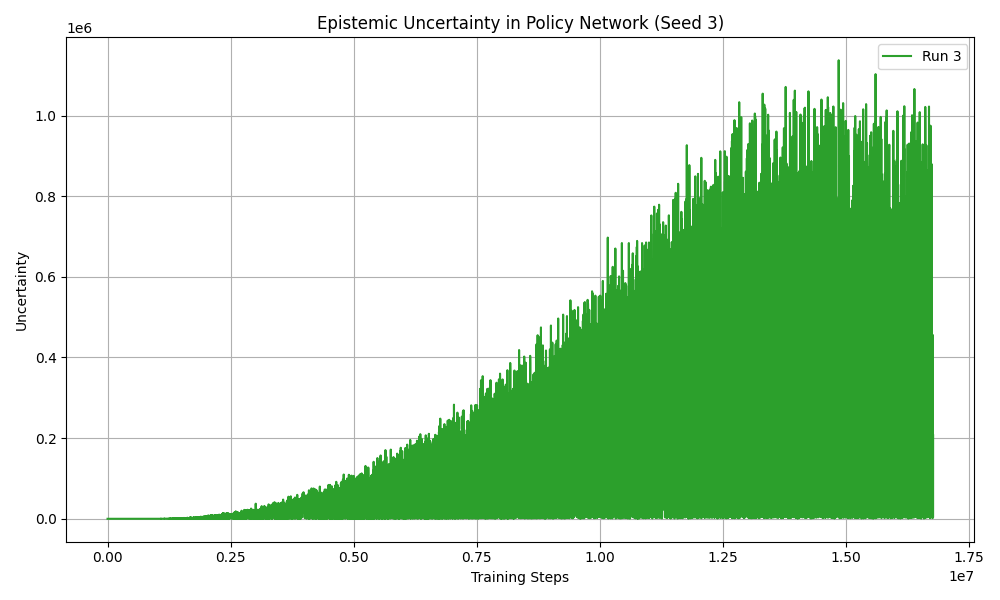 Epistemic Uncertainty in Policy Network (Seed 3)
1e6
Run 3
1.0
0.8
0.6
0.4
0.2
0.0
Uncertainty
0.00 0.25 0.50 0.75 1.00 1.25 1.50 1.75
1e7
Training Steps